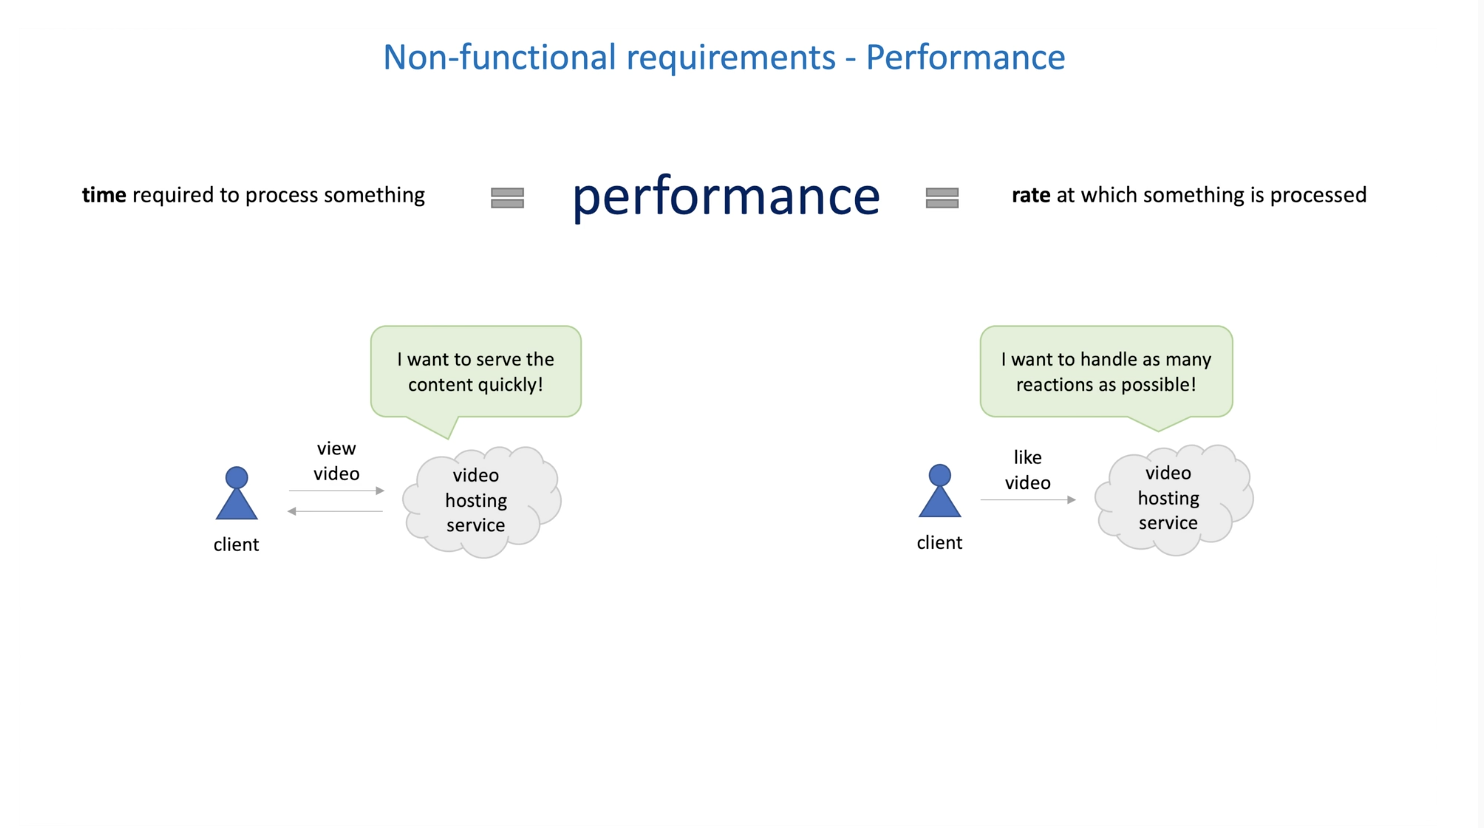 Non-functional requirements - Performance
time required to process something
performance
rate at which something is processed
I want to serve the
content quickly!
view
video
video
hosting
service
client
I want to handle as many
reactions as possible!
like
video
video
hosting
service
client